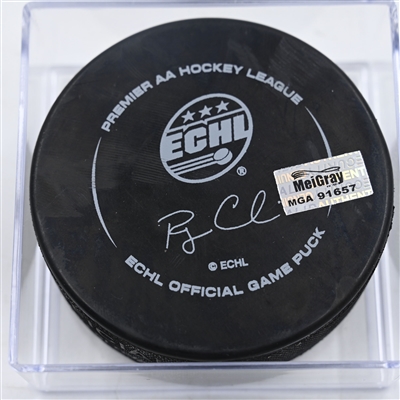 PREMIER AA HOCKEY LEAGUE
ECHL
®
MeiGray
MGA 91657
© ECHL
ECHL OFFICIAL GAME PUCK